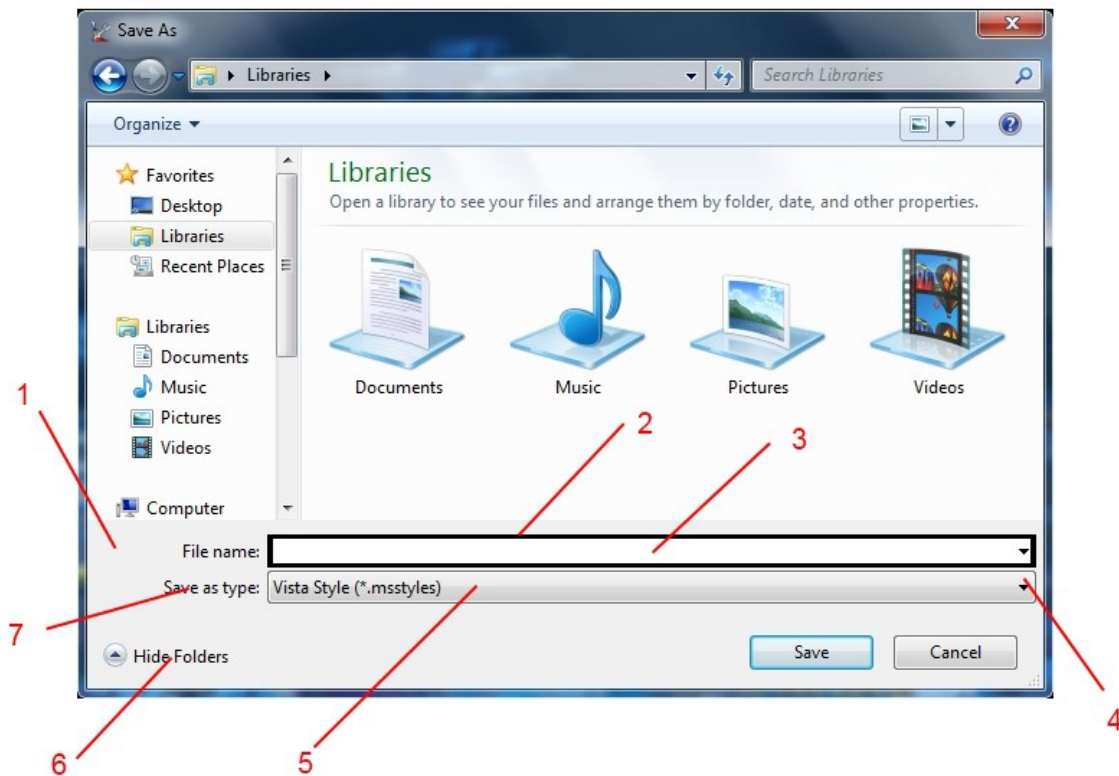 Save As
Libraries
Search Libraries
Organize
Favorites
Desktop
Libraries
Recent Places
Libraries
Documents
Music
Pictures
Videos
Computer
Libraries
Open a library to see your files and arrange them by folder, date, and other properties.
Documents Music Pictures Videos
1
2
3
File name:
Save as type: Vista Style (*.msstyles)
7
Hide Folders Save Cancel
4
6
5